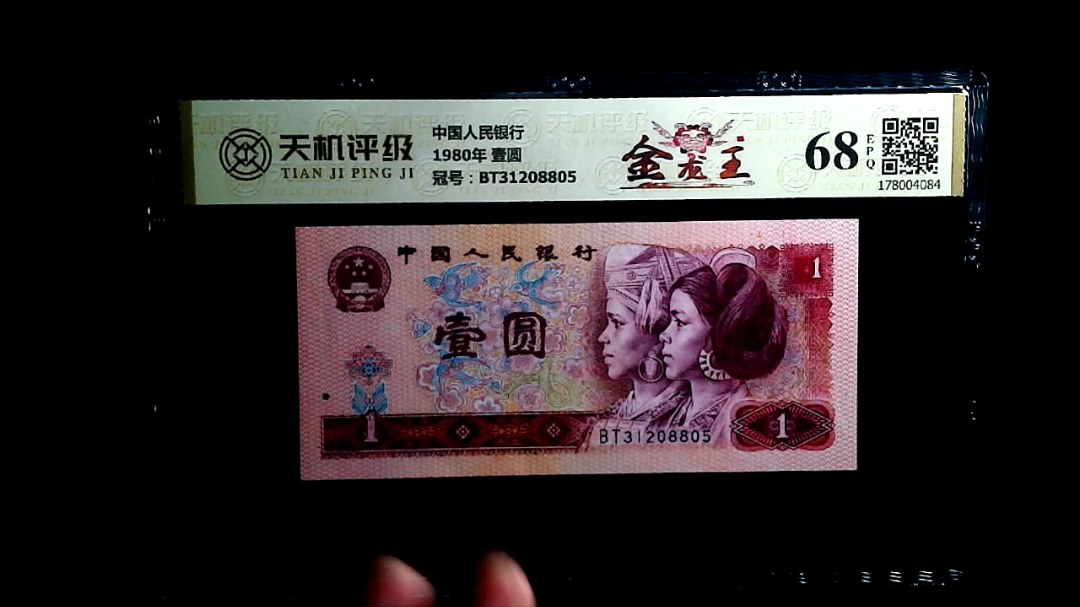 天机评级
TIAN JI PING JI
中国人民银行
1980年 壹圆
冠号：BT31208805
金龙王
68
EPQ
178004084
中国人民银行
1
壹圆
1
BT31208805
1